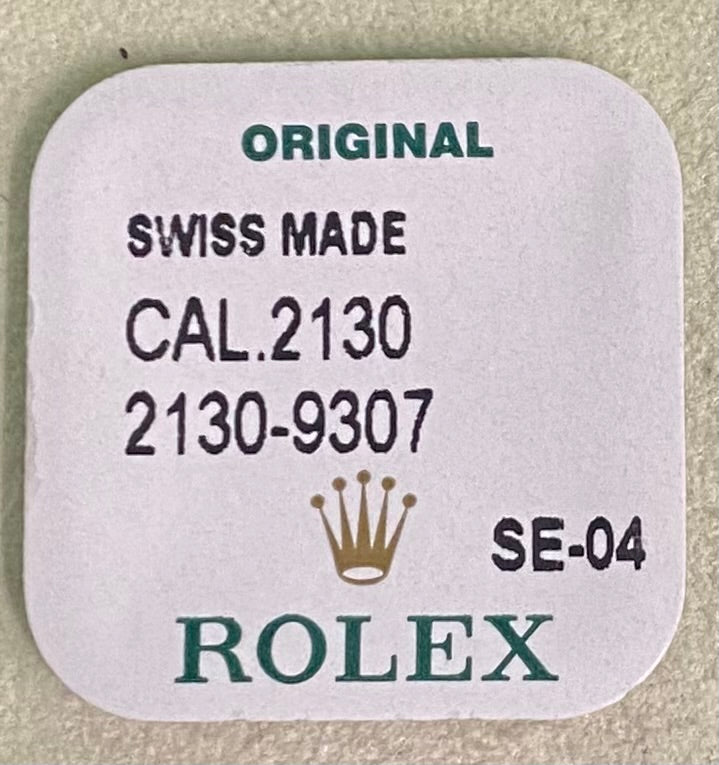 ORIGINAL
SWISS MADE
CAL.2130
2130-9307
SE-04
ROLEX